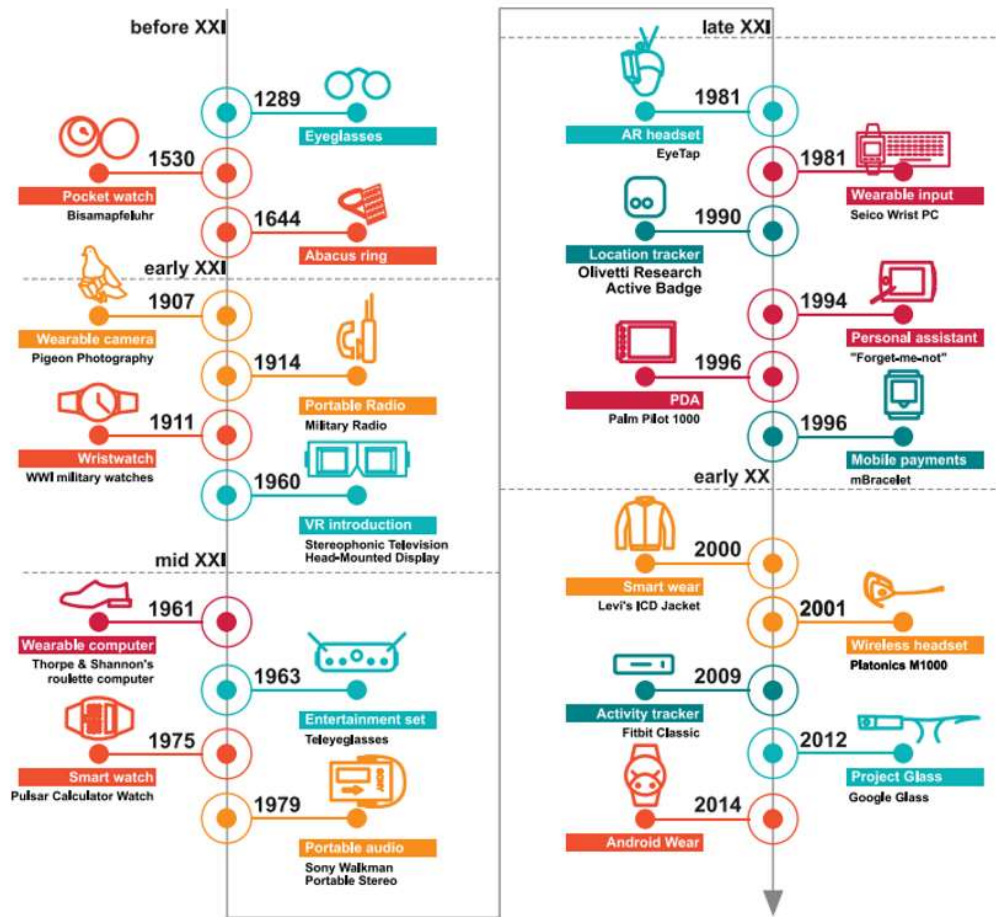 before XXI
1289
Eyeglasses
1530
Pocket watch
Bisamapfeluhr
1644
Abacus ring
early XXI
1907
Wearable camera
Pigeon Photography
1914
Portable Radio
Military Radio
1911
Wristwatch
WWI military watches
1960
VR introduction
Stereophonic Television
Head-Mounted Display
mid XXI
1961
Wearable computer
Thorpe & Shannon's
roulette computer
1963
Entertainment set
Teleyeglasses
1975
Smart watch
Pulsar Calculator Watch
1979
SONY
Portable audio
Sony Walkman
Portable Stereo
late XXI
1981
AR headset
EyeTap
1981
Wearable input
Seico Wrist PC
1990
Location tracker
Olivetti Research
Active Badge
1994
Personal assistant
"Forget-me-not"
1996
PDA
Palm Pilot 1000
1996
Mobile payments
mBracelet
early XX
2000
Smart wear
Levi's ICD Jacket
2001
Wireless headset
Platonics M1000
2009
Activity tracker
Fitbit Classic
2012
Project Glass
Google Glass
2014
Android Wear